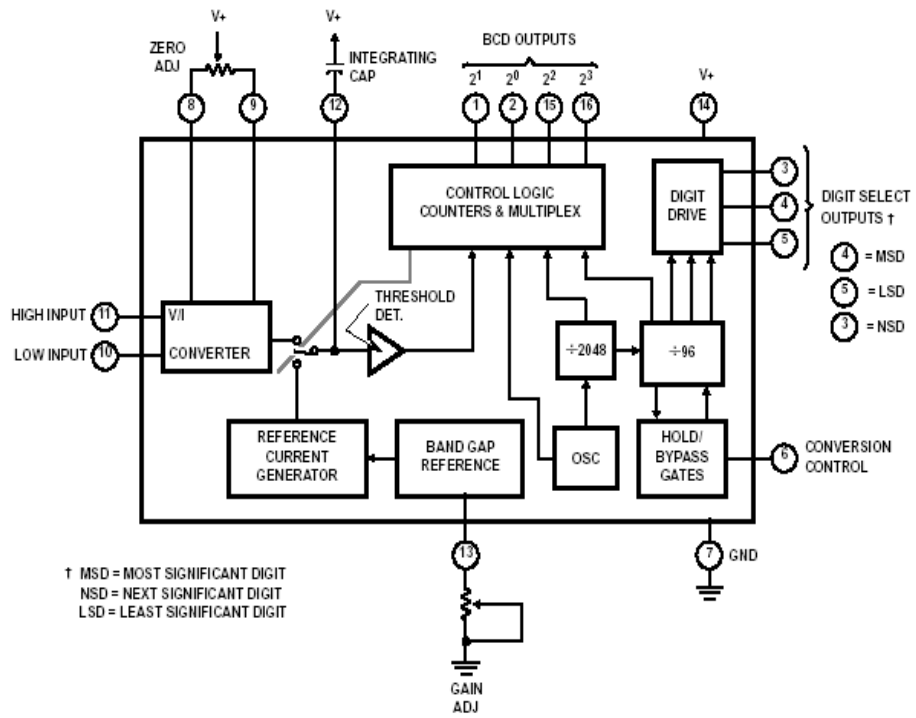 V+
ZERO
ADJ
8
9
V+
INTEGRATING
CAP
12
BCD OUTPUTS
2¹
2⁰
2²
2³
1
2
15
16
V+
14
CONTROL LOGIC
COUNTERS & MULTIPLEX
DIGIT
DRIVE
3
4
5
DIGIT SELECT
OUTPUTS †
4 = MSD
5 = LSD
3 = NSD
HIGH INPUT 11
LOW INPUT 10
V/I
CONVERTER
THRESHOLD
DET.
÷2048
÷96
REFERENCE
CURRENT
GENERATOR
BAND GAP
REFERENCE
OSC
HOLD/
BYPASS
GATES
6
CONVERSION
CONTROL
13
7 GND
† MSD = MOST SIGNIFICANT DIGIT
NSD = NEXT SIGNIFICANT DIGIT
LSD = LEAST SIGNIFICANT DIGIT
GAIN
ADJ